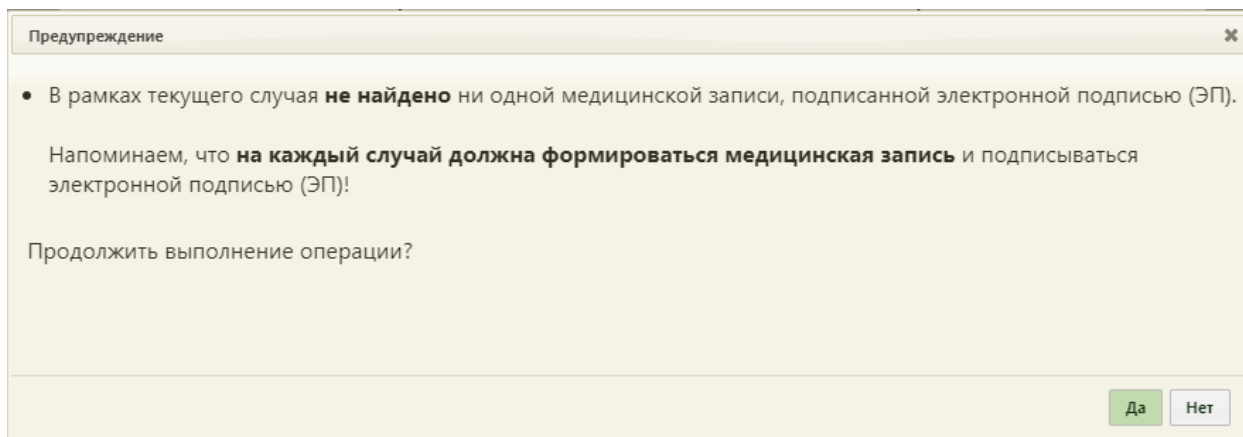 Предупреждение
• В рамках текущего случая не найдено ни одной медицинской записи, подписанной электронной подписью (ЭП).
Напоминаем, что на каждый случай должна формироваться медицинская запись и подписываться
электронной подписью (ЭП)!
Продолжить выполнение операции?
Да Нет